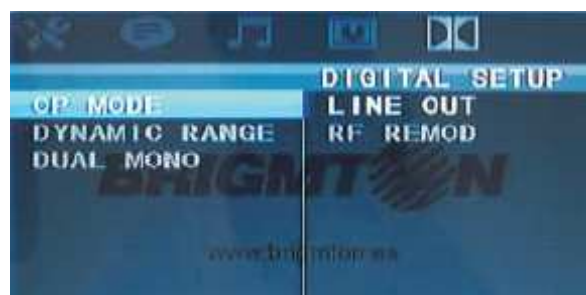 DIGITAL SETUP
OP MODE
DYNAMIC RANGE
DUAL MONO
LINE OUT
RF REMOD
BRIGMTON